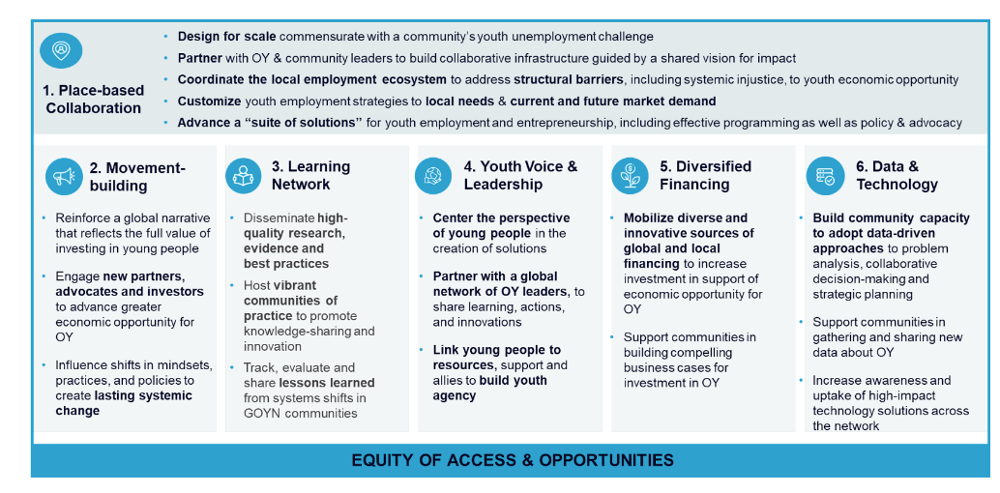 1. Place-based
Collaboration
• Design for scale commensurate with a community's youth unemployment challenge
• Partner with OY & community leaders to build collaborative infrastructure guided by a shared vision for impact
• Coordinate the local employment ecosystem to address structural barriers, including systemic injustice, to youth economic opportunity
• Customize youth employment strategies to local needs & current and future market demand
• Advance a “suite of solutions” for youth employment and entrepreneurship, including effective programming as well as policy & advocacy
2. Movement-
building
• Reinforce a global narrative
that reflects the full value of
investing in young people
• Engage new partners,
advocates and investors
to advance greater
economic opportunity for
OY
• Influence shifts in mindsets,
practices, and policies to
create lasting systemic
change
3. Learning
Network
• Disseminate high-
quality research,
evidence and
best practices
• Host vibrant
communities of
practice to promote
knowledge-sharing and
innovation
• Track, evaluate and
share lessons learned
from systems shifts in
GOYN communities
4. Youth Voice &
Leadership
• Center the perspective
of young people in the
creation of solutions
• Partner with a global
network of OY leaders, to
share learning, actions,
and innovations
• Link young people to
resources, support and
allies to build youth
agency
5. Diversified
Financing
• Mobilize diverse and
innovative sources of
global and local
financing to increase
investment in support of
economic opportunity for
OY
• Support communities in
building compelling
business cases for
investment in OY
6. Data &
Technology
• Build community capacity
to adopt data-driven
approaches to problem
analysis, collaborative
decision-making and
strategic planning
• Support communities in
gathering and sharing new
data about OY
• Increase awareness and
uptake of high-impact
technology solutions across
the network
EQUITY OF ACCESS & OPPORTUNITIES